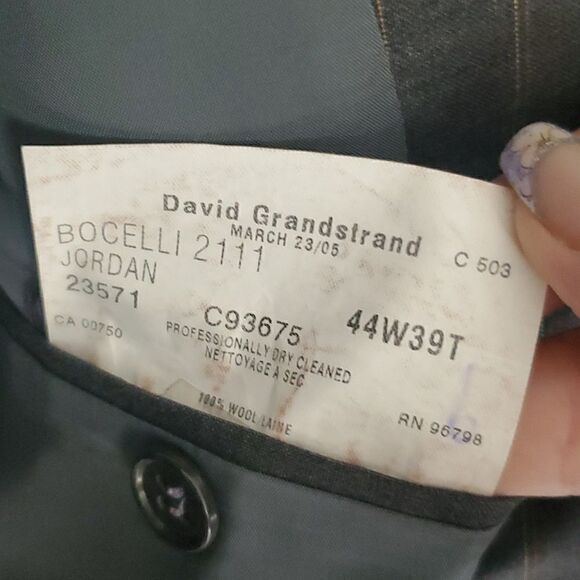 David Grandstrand
MARCH 23/05
BOCELLI 2111
C 503
JORDAN
23571
C93675
44W39T
CA 00750
PROFESSIONALLY DRY CLEANED
NETTOYAGE A SEC
100% WOOL/LAINE
RN 96798